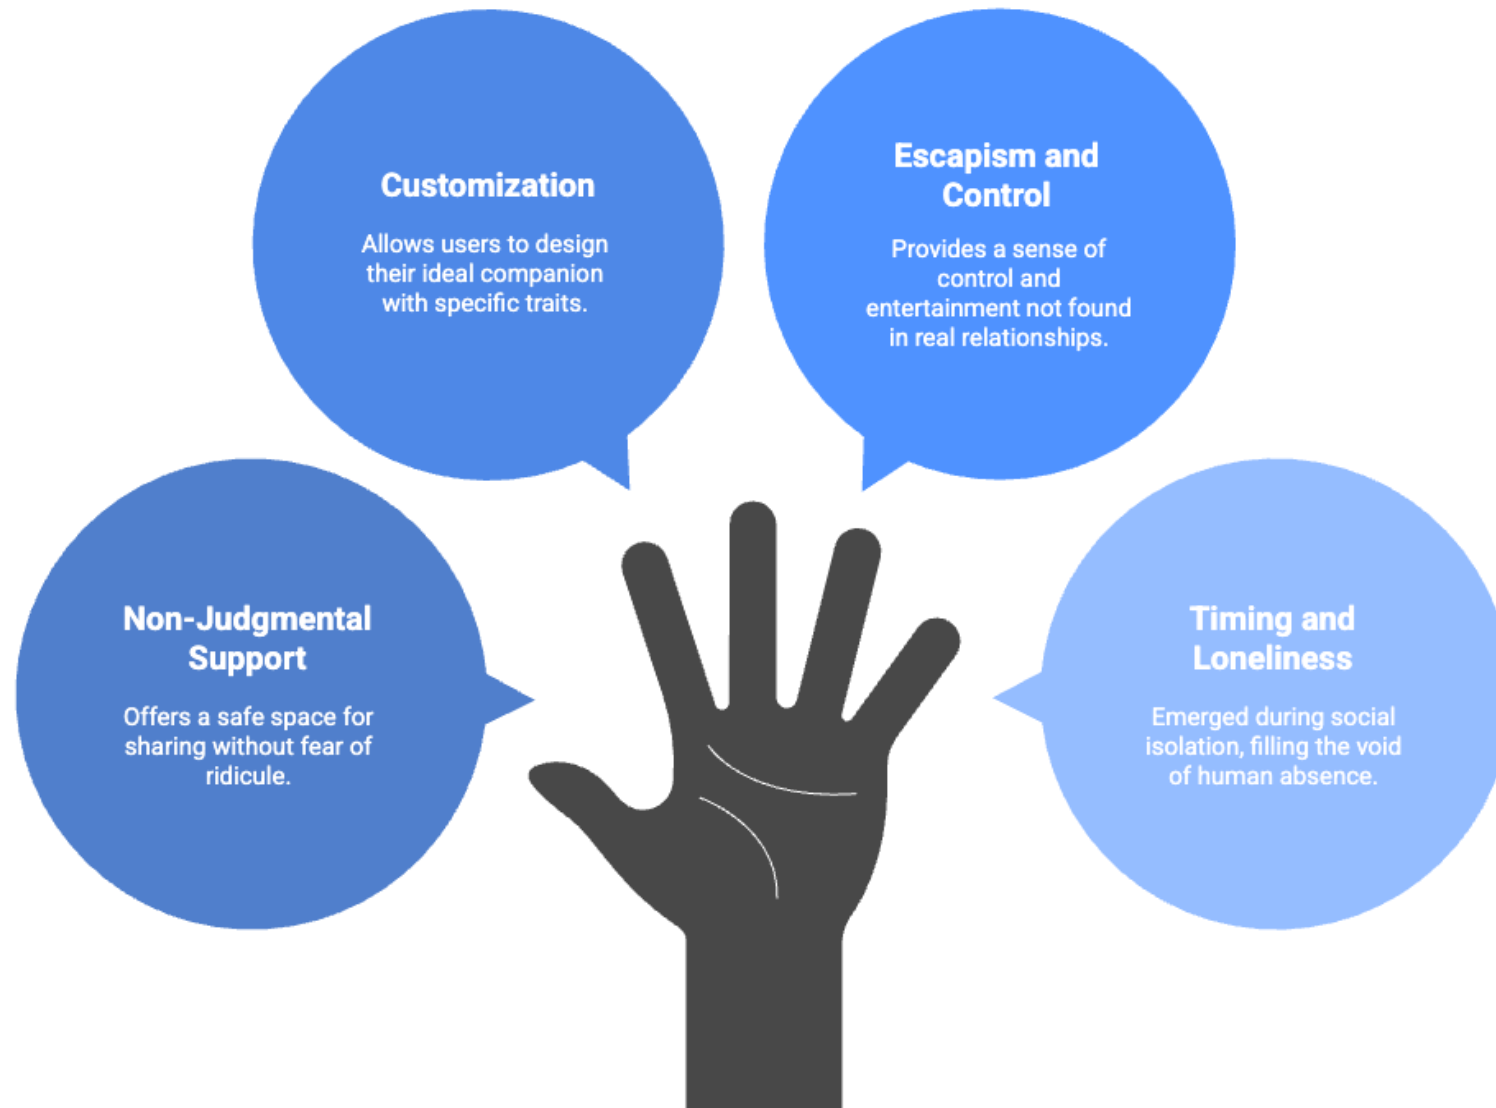 Customization
Allows users to design
their ideal companion
with specific traits.
Escapism and
Control
Provides a sense of
control and
entertainment not found
in real relationships.
Non-Judgmental
Support
Offers a safe space for
sharing without fear of
ridicule.
Timing and
Loneliness
Emerged during social
isolation, filling the void
of human absence.